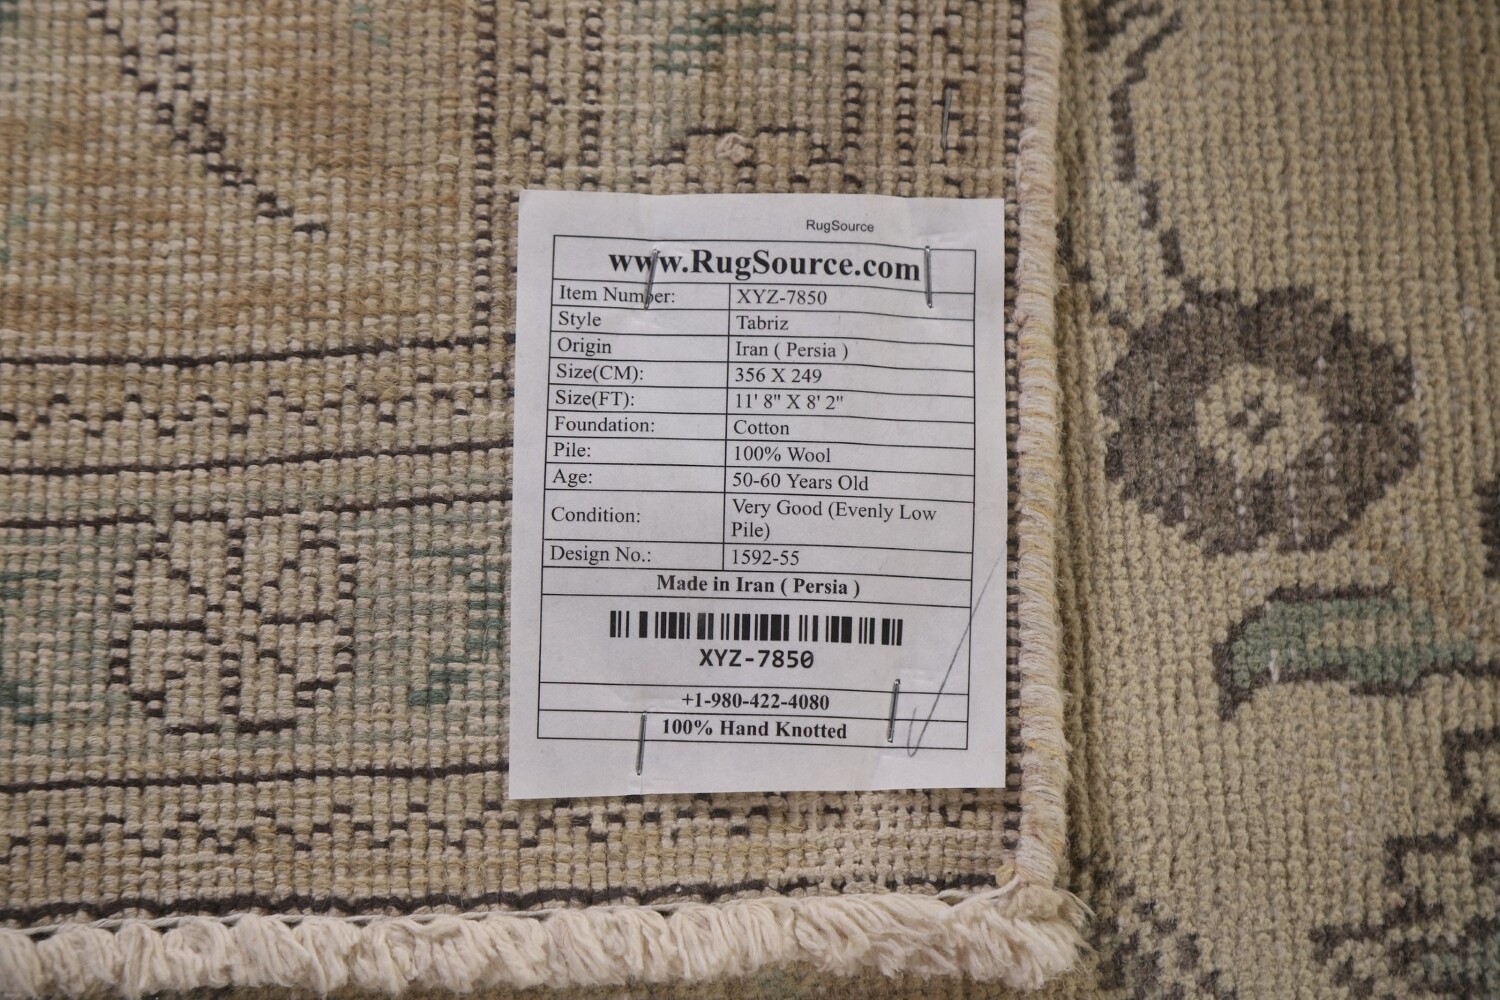 RugSource
www.RugSource.com
Item Number: XYZ-7850
Style Tabriz
Origin Iran ( Persia )
Size(CM): 356 X 249
Size(FT): 11' 8" X 8' 2"
Foundation: Cotton
Pile: 100% Wool
Age: 50-60 Years Old
Condition: Very Good (Evenly Low
Pile)
Design No.: 1592-55
Made in Iran ( Persia )
XYZ-7850
+1-980-422-4080
100% Hand Knotted